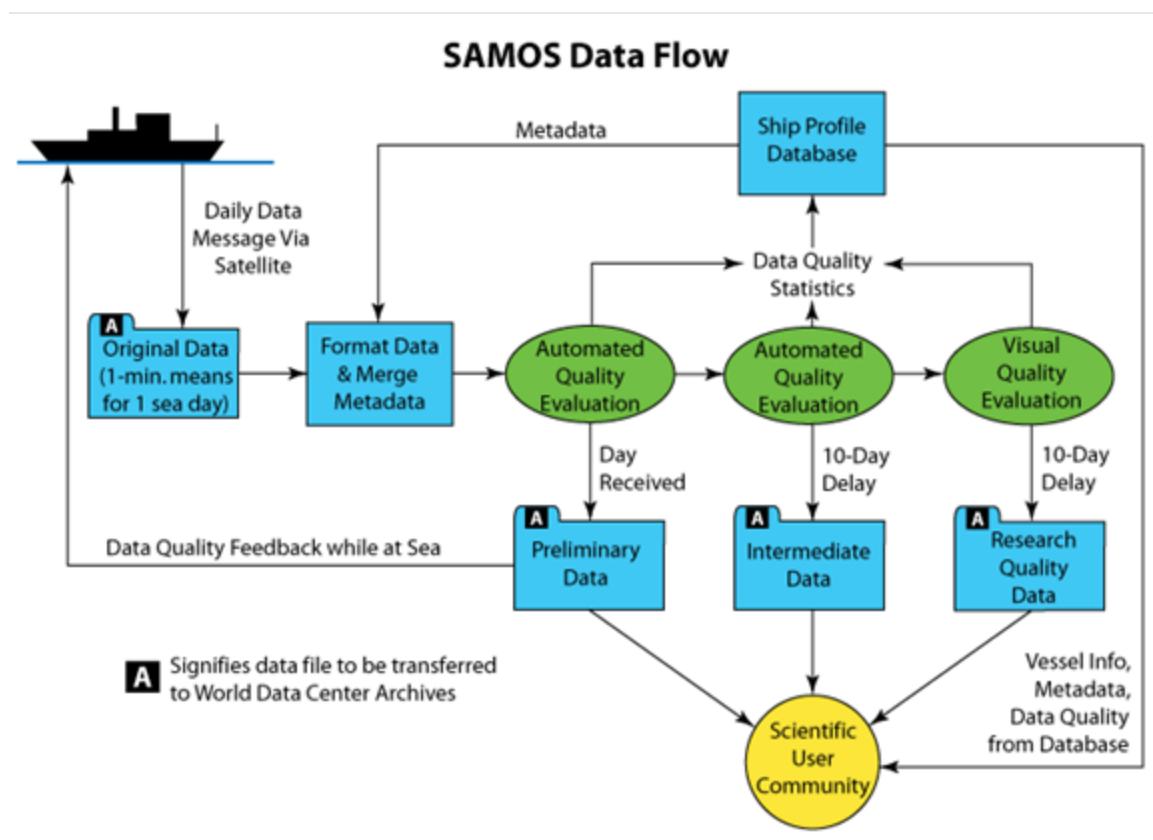 SAMOS Data Flow
Metadata
Ship Profile
Database
Daily Data
Message Via
Satellite
Data Quality
Statistics
A
Original Data
(1-min. means
for 1 sea day)
Format Data
& Merge
Metadata
Automated
Quality
Evaluation
Automated
Quality
Evaluation
Visual
Quality
Evaluation
Day
Received
10-Day
Delay
10-Day
Delay
Data Quality Feedback while at Sea
A
Preliminary
Data
A
Intermediate
Data
A
Research
Quality
Data
A
Signifies data file to be transferred
to World Data Center Archives
Scientific
User
Community
Vessel Info,
Metadata,
Data Quality
from Database